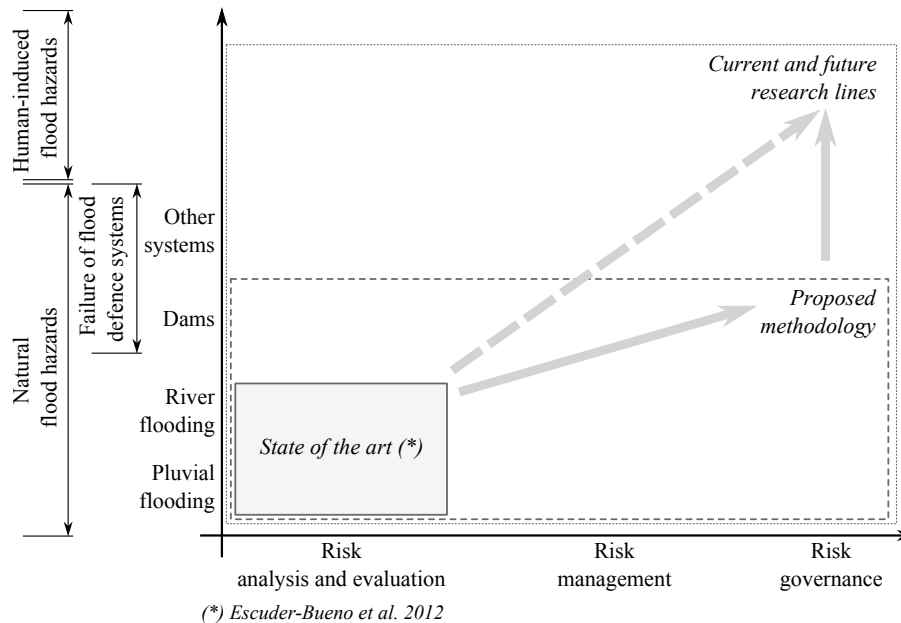 Human-induced
flood hazards
Natural
flood hazards
Failure of flood
defence systems
Other
systems
Dams
River
flooding
Pluvial
flooding
Current and future
research lines
Proposed
methodology
State of the art (*)
Risk
analysis and evaluation
Risk
management
Risk
governance
(*) Escuder-Bueno et al. 2012